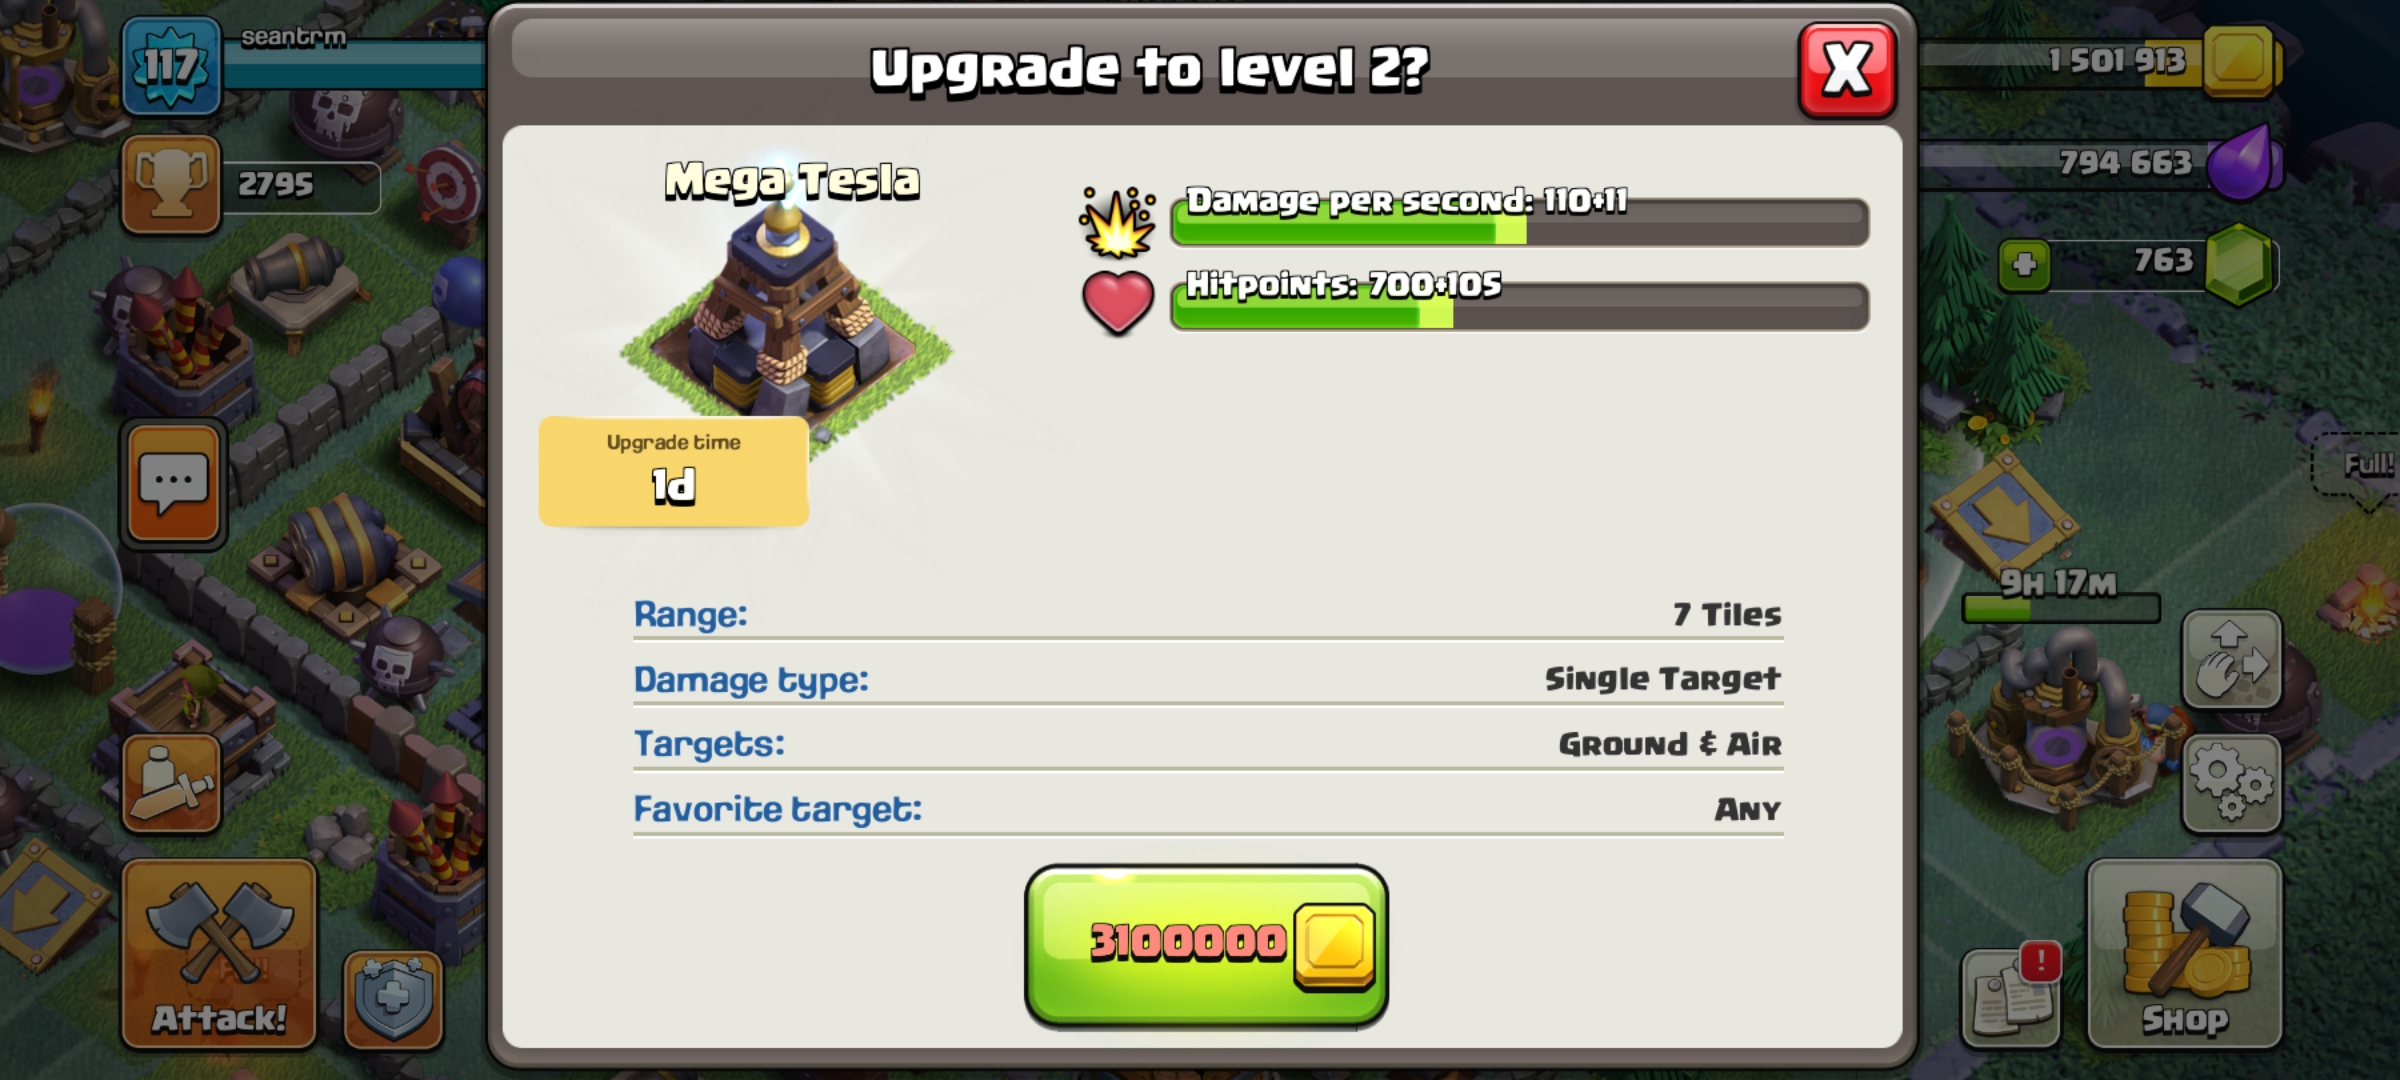 117
seantrm
2795
Upgrade to level 2?
X
1 501 913
794 663
763
Mega Tesla
Damage per second: 110+11
Hitpoints: 700+105
Upgrade time
1d
Full!
9H 17M
Range: 7 Tiles
Damage type: Single Target
Targets: Ground & Air
Favorite target: Any
3100000
!
Attack!
Shop